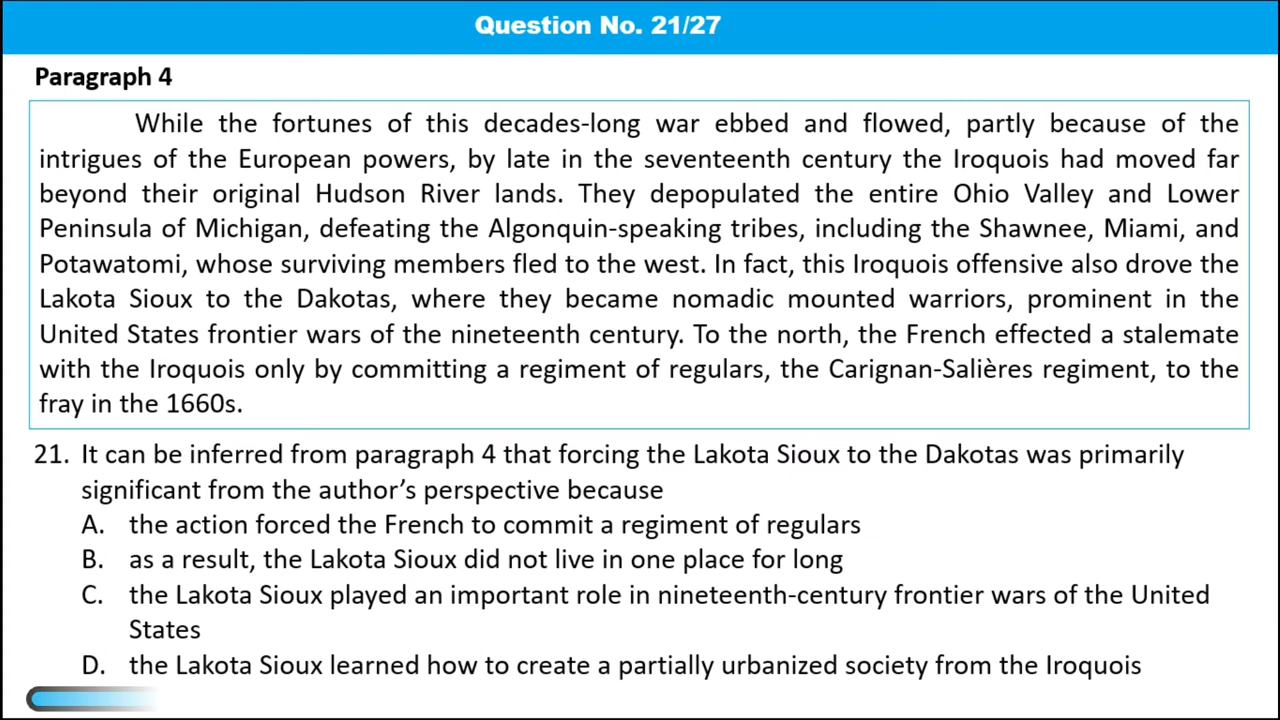 Question No. 21/27
Paragraph 4
While the fortunes of this decades-long war ebbed and flowed, partly because of the
intrigues of the European powers, by late in the seventeenth century the Iroquois had moved far
beyond their original Hudson River lands. They depopulated the entire Ohio Valley and Lower
Peninsula of Michigan, defeating the Algonquin-speaking tribes, including the Shawnee, Miami, and
Potawatomi, whose surviving members fled to the west. In fact, this Iroquois offensive also drove the
Lakota Sioux to the Dakotas, where they became nomadic mounted warriors, prominent in the
United States frontier wars of the nineteenth century. To the north, the French effected a stalemate
with the Iroquois only by committing a regiment of regulars, the Carignan-Salières regiment, to the
fray in the 1660s.
21. It can be inferred from paragraph 4 that forcing the Lakota Sioux to the Dakotas was primarily
significant from the author's perspective because
A. the action forced the French to commit a regiment of regulars
B. as a result, the Lakota Sioux did not live in one place for long
C. the Lakota Sioux played an important role in nineteenth-century frontier wars of the United
States
D. the Lakota Sioux learned how to create a partially urbanized society from the Iroquois